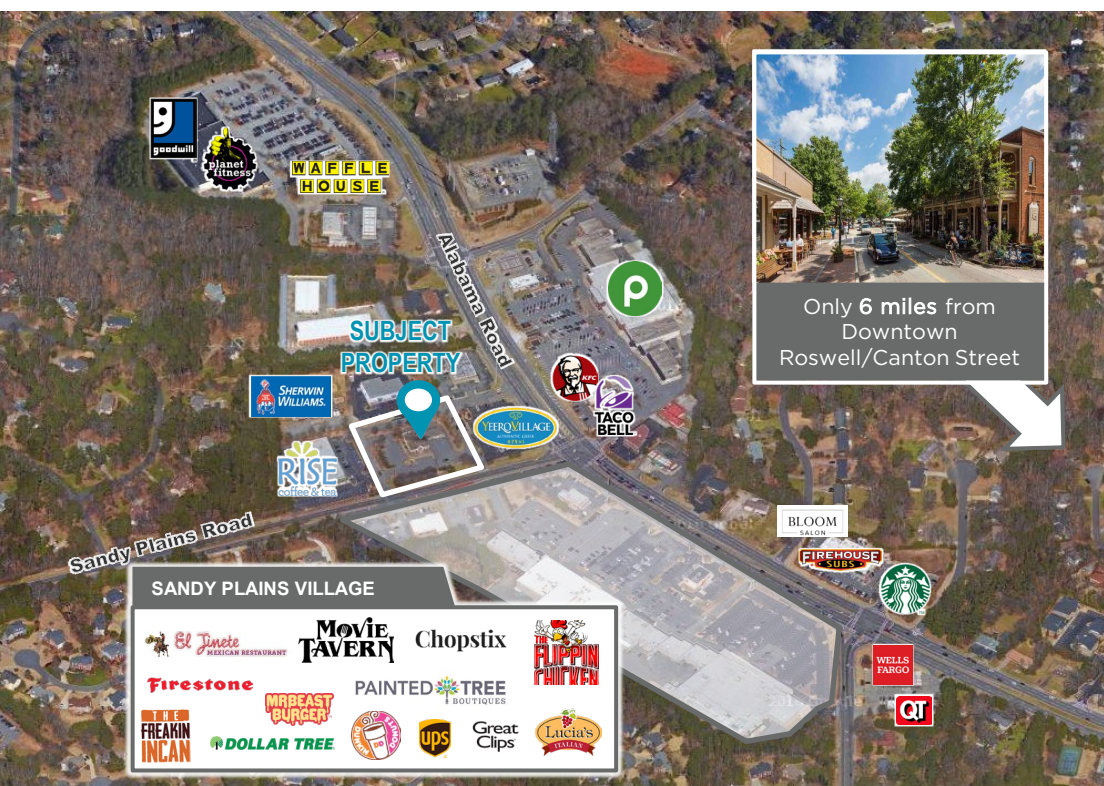 goodwill
planet
fitness
WAFFLE
HOUSE
Alabama Road
Only 6 miles from
Downtown
Roswell/Canton Street
SUBJECT
PROPERTY
SHERWIN
WILLIAMS.
KFC
TACO
BELL
YEEROVILLAGE
RISE
coffee & tea
Sandy Plains Road
BLOOM
SALON
FIREHOUSE
SUBS
WELLS
FARGO
QT
SANDY PLAINS VILLAGE
El Jinete
MEXICAN RESTAURANT
MOVIE
TAVERN
Chopstix
THE
FLIPPIN
CHICKEN
Firestone
MRBEAST
BURGER
PAINTED TREE
BOUTIQUES
THE
FREAKIN
INCAN
DOLLAR TREE
DUNKIN' DONUTS
DD
ups
Great
Clips
Lucia's
ITALIAN